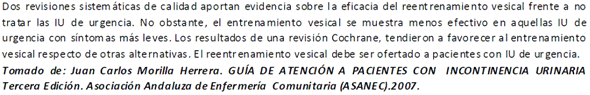 Dos revisiones sistemáticas de calidad aportan evidencia sobre la eficacia del reentrenamiento vesical frente a no
tratar las IU de urgencia. No obstante, el entrenamiento vesical se muestra menos efectivo en aquellas IU de
urgencia con síntomas más leves. Los resultados de una revisión Cochrane, tendieron a favorecer al entrenamiento
vesical respecto de otras alternativas. El reentrenamiento vesical debe ser ofertado a pacientes con IU de urgencia.
Tomado de: Juan Carlos Morilla Herrera. GUÍA DE ATENCIÓN A PACIENTES CON INCONTINENCIA URINARIA
Tercera Edición. Asociación Andaluza de Enfermería Comunitaria (ASANEC).2007.